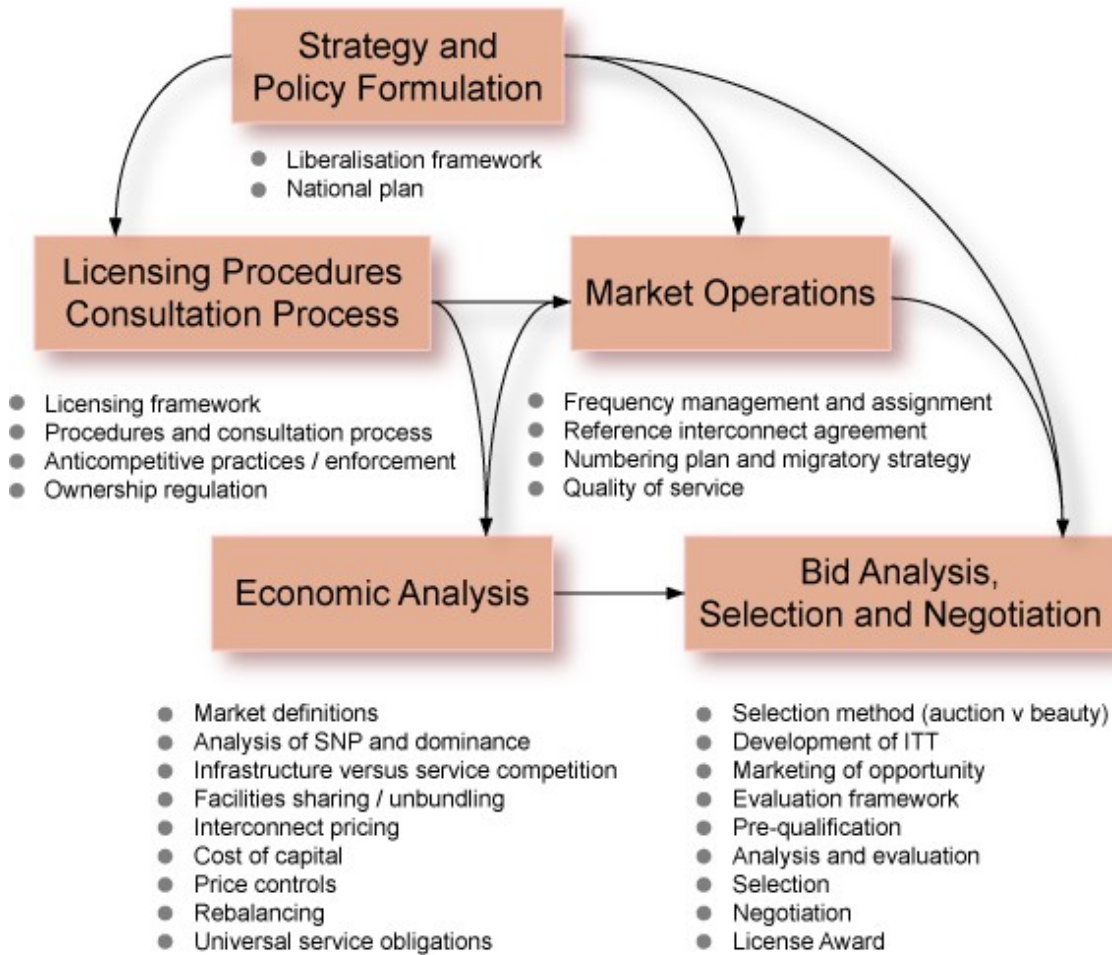 Strategy and
Policy Formulation
Liberalisation framework
National plan
Licensing Procedures
Consultation Process
Licensing framework
Procedures and consultation process
Anticompetitive practices / enforcement
Ownership regulation
Market Operations
Frequency management and assignment
Reference interconnect agreement
Numbering plan and migratory strategy
Quality of service
Economic Analysis
Market definitions
Analysis of SNP and dominance
Infrastructure versus service competition
Facilities sharing / unbundling
Interconnect pricing
Cost of capital
Price controls
Rebalancing
Universal service obligations
Bid Analysis,
Selection and Negotiation
Selection method (auction v beauty)
Development of ITT
Marketing of opportunity
Evaluation framework
Pre-qualification
Analysis and evaluation
Selection
Negotiation
License Award